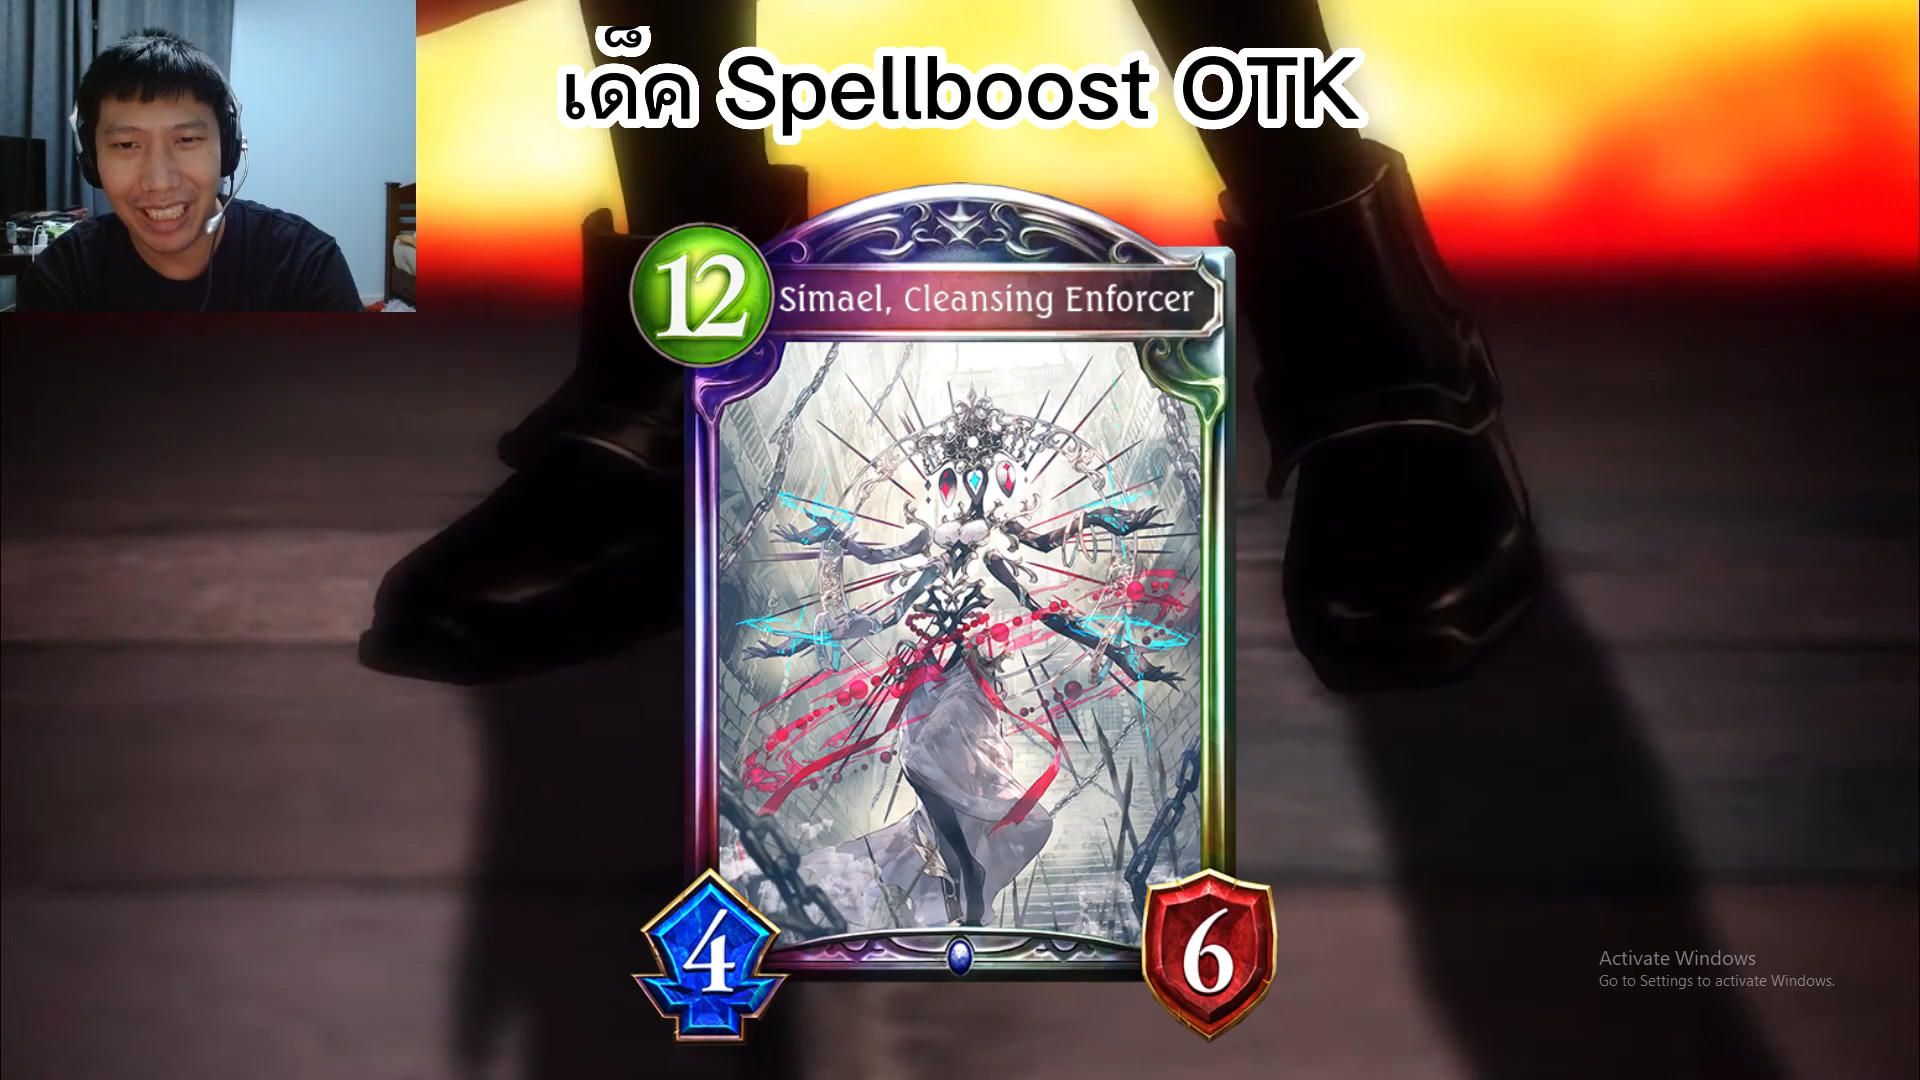 เด็ค Spellboost OTK
12
Simael, Cleansing Enforcer
4
6
Activate Windows
Go to Settings to activate Windows.